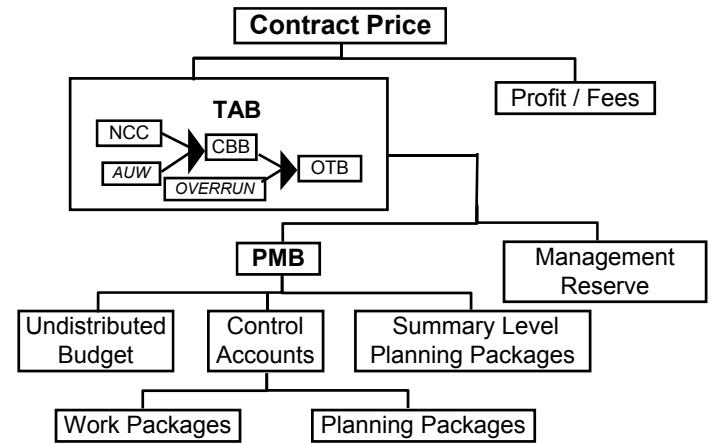 Contract Price
Profit / Fees
TAB
NCC
CBB
AUW
OTB
OVERRUN
PMB
Management
Reserve
Undistributed
Budget
Control
Accounts
Summary Level
Planning Packages
Work Packages
Planning Packages